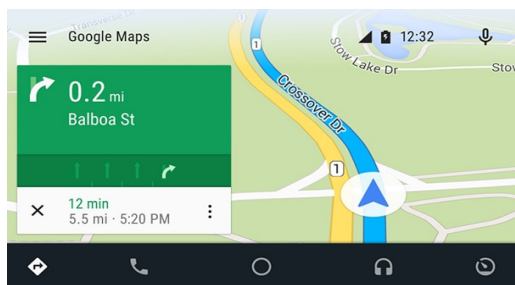 Transverse Dr
Google Maps
12:32
1
Stow Lake Dr
Stow
0.2 mi
Balboa St
Crossover Dr
1
12 min
5.5 mi · 5:20 PM